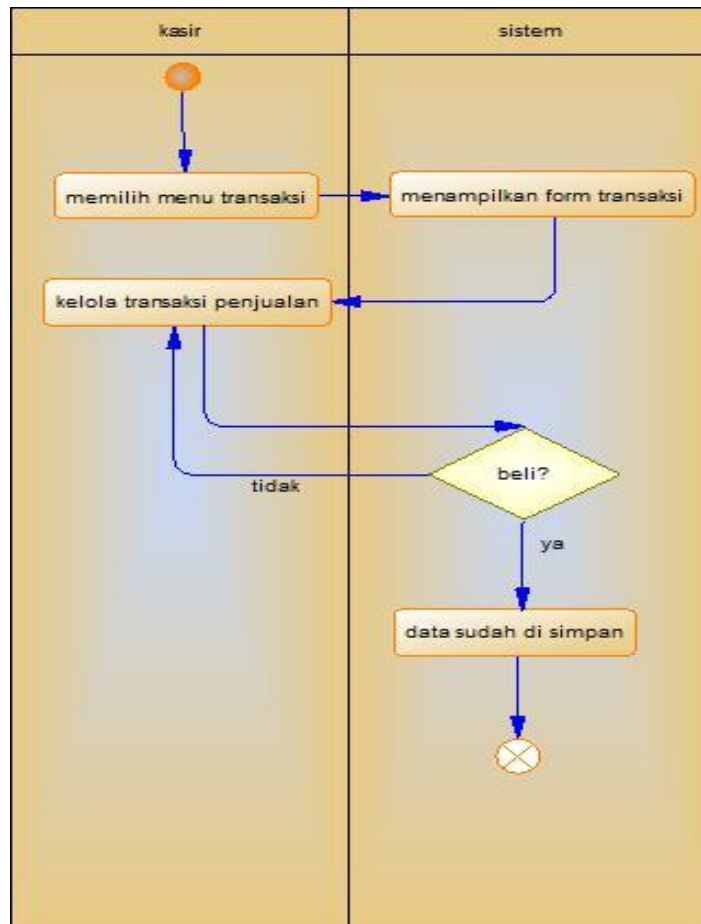 kasir
sistem
memilih menu transaksi
menampilkan form transaksi
kelola transaksi penjualan
beli?
tidak
ya
data sudah di simpan